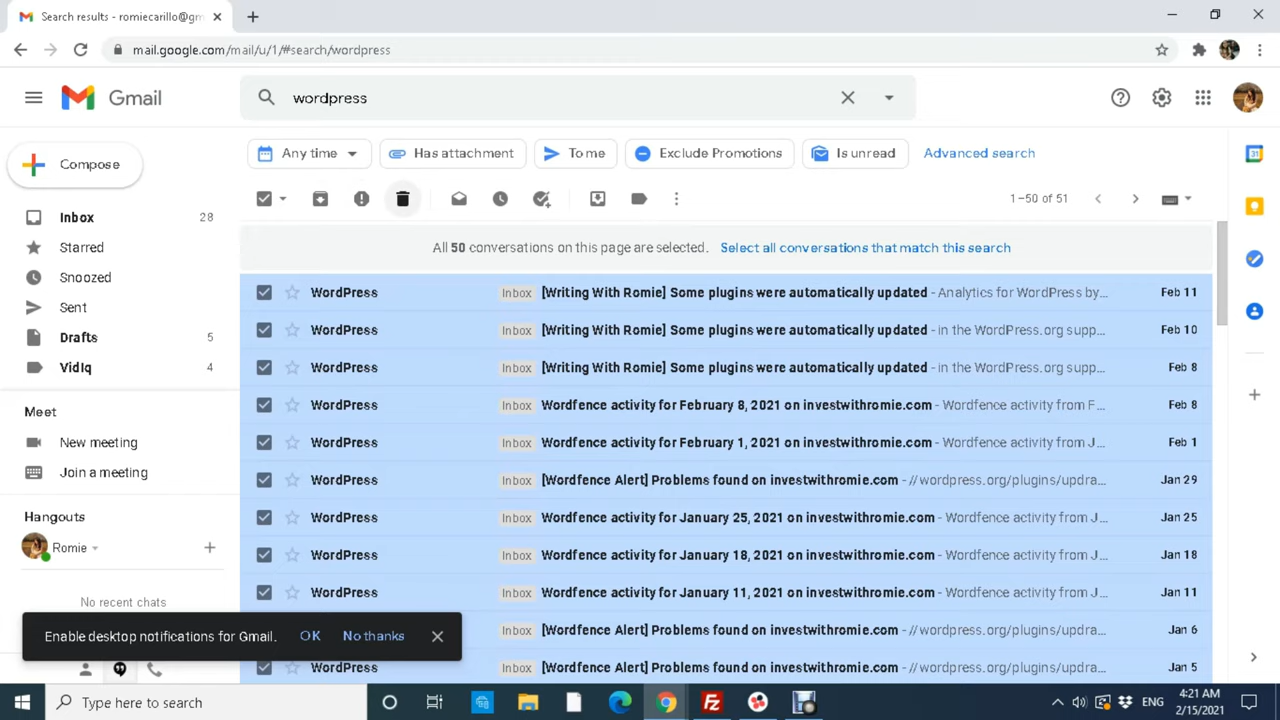 Search results - romiecarillo@gm
mail.google.com/mail/u/1/#search/wordpress
Gmail
wordpress
Compose
Any time
Has attachment
To me
Exclude Promotions
Is unread
Advanced search
1–50 of 51
Inbox 28
Starred
Snoozed
Sent
Drafts 5
VidIq 4
Meet
New meeting
Join a meeting
Hangouts
Romie
No recent chats
All 50 conversations on this page are selected. Select all conversations that match this search
WordPress Inbox [Writing With Romie] Some plugins were automatically updated - Analytics for WordPress by... Feb 11
WordPress Inbox [Writing With Romie] Some plugins were automatically updated - in the WordPress.org supp... Feb 10
WordPress Inbox [Writing With Romie] Some plugins were automatically updated - in the WordPress.org supp... Feb 8
WordPress Inbox Wordfence activity for February 8, 2021 on investwithromie.com - Wordfence activity from F... Feb 8
WordPress Inbox Wordfence activity for February 1, 2021 on investwithromie.com - Wordfence activity from J... Feb 1
WordPress Inbox [Wordfence Alert] Problems found on investwithromie.com - // wordpress.org/plugins/updra... Jan 29
WordPress Inbox Wordfence activity for January 25, 2021 on investwithromie.com - Wordfence activity from J... Jan 25
WordPress Inbox Wordfence activity for January 18, 2021 on investwithromie.com - Wordfence activity from J... Jan 18
WordPress Inbox Wordfence activity for January 11, 2021 on investwithromie.com - Wordfence activity from J... Jan 11
WordPress Inbox [Wordfence Alert] Problems found on investwithromie.com - // wordpress.org/plugins/updra... Jan 6
WordPress Inbox [Wordfence Alert] Problems found on investwithromie.com - // wordpress.org/plugins/updra... Jan 5
Enable desktop notifications for Gmail. OK No thanks
Type here to search
ENG
4:21 AM
2/15/2021